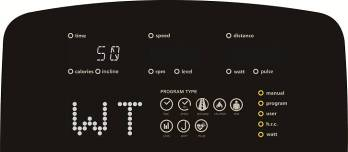 time speed distance
50
calories incline rpm level watt pulse
PROGRAM TYPE
WT
manual
program
user
h.r.c.
watt